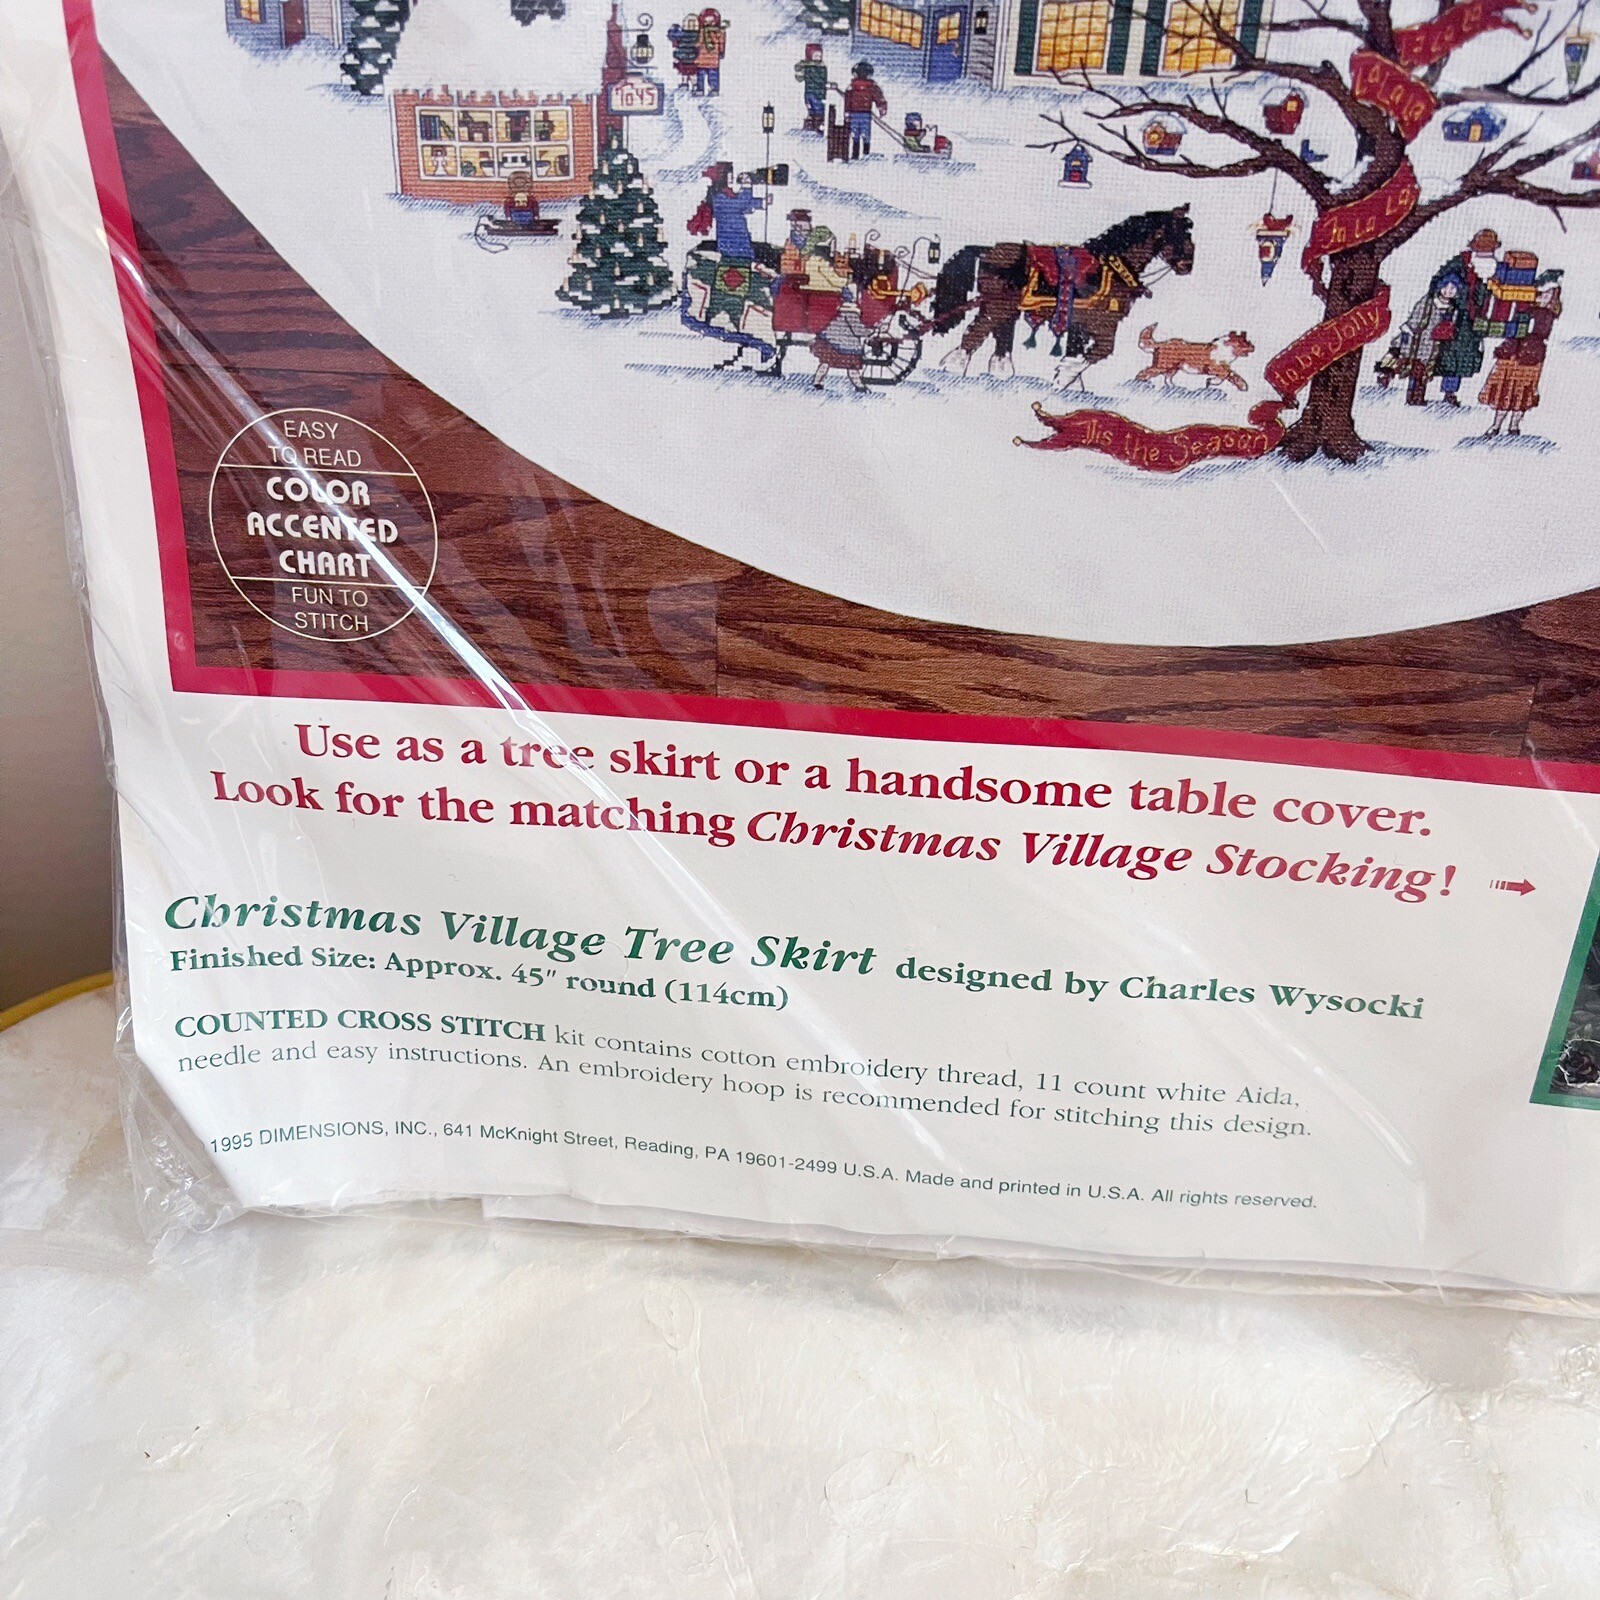 TOYS
La La La
La La La
Fa La La
to be Jolly
'Tis the Season
EASY
TO READ
COLOR
ACCENTED
CHART
FUN TO
STITCH
Use as a tree skirt or a handsome table cover.
Look for the matching Christmas Village Stocking!
Christmas Village Tree Skirt designed by Charles Wysocki
Finished Size: Approx. 45" round (114cm)
COUNTED CROSS STITCH kit contains cotton embroidery thread, 11 count white Aida,
needle and easy instructions. An embroidery hoop is recommended for stitching this design.
1995 DIMENSIONS, INC., 641 McKnight Street, Reading, PA 19601-2499 U.S.A. Made and printed in U.S.A. All rights reserved.